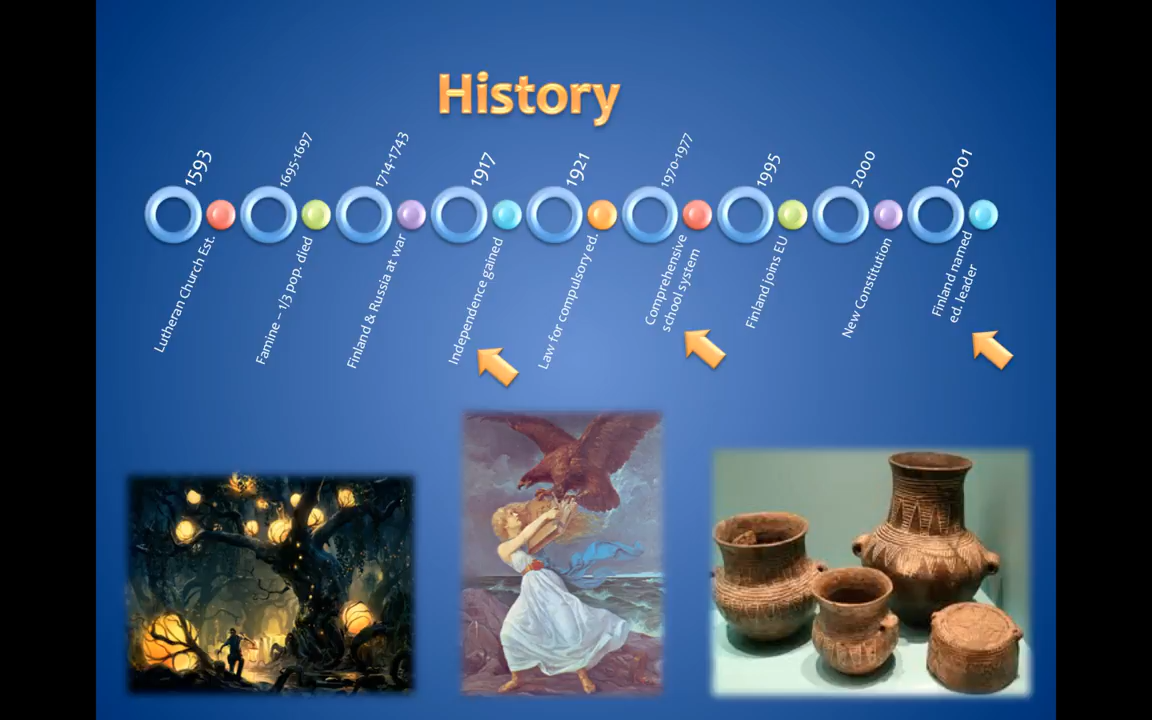 History
1593
1695-1697
1714-1743
1917
1921
1970-1977
1995
2000
2001
Lutheran Church Est.
Famine – 1/3 pop. died
Finland & Russia at war
Independence gained
Law for compulsory ed.
Comprehensive
school system
Finland joins EU
New Constitution
Finland named
ed. leader